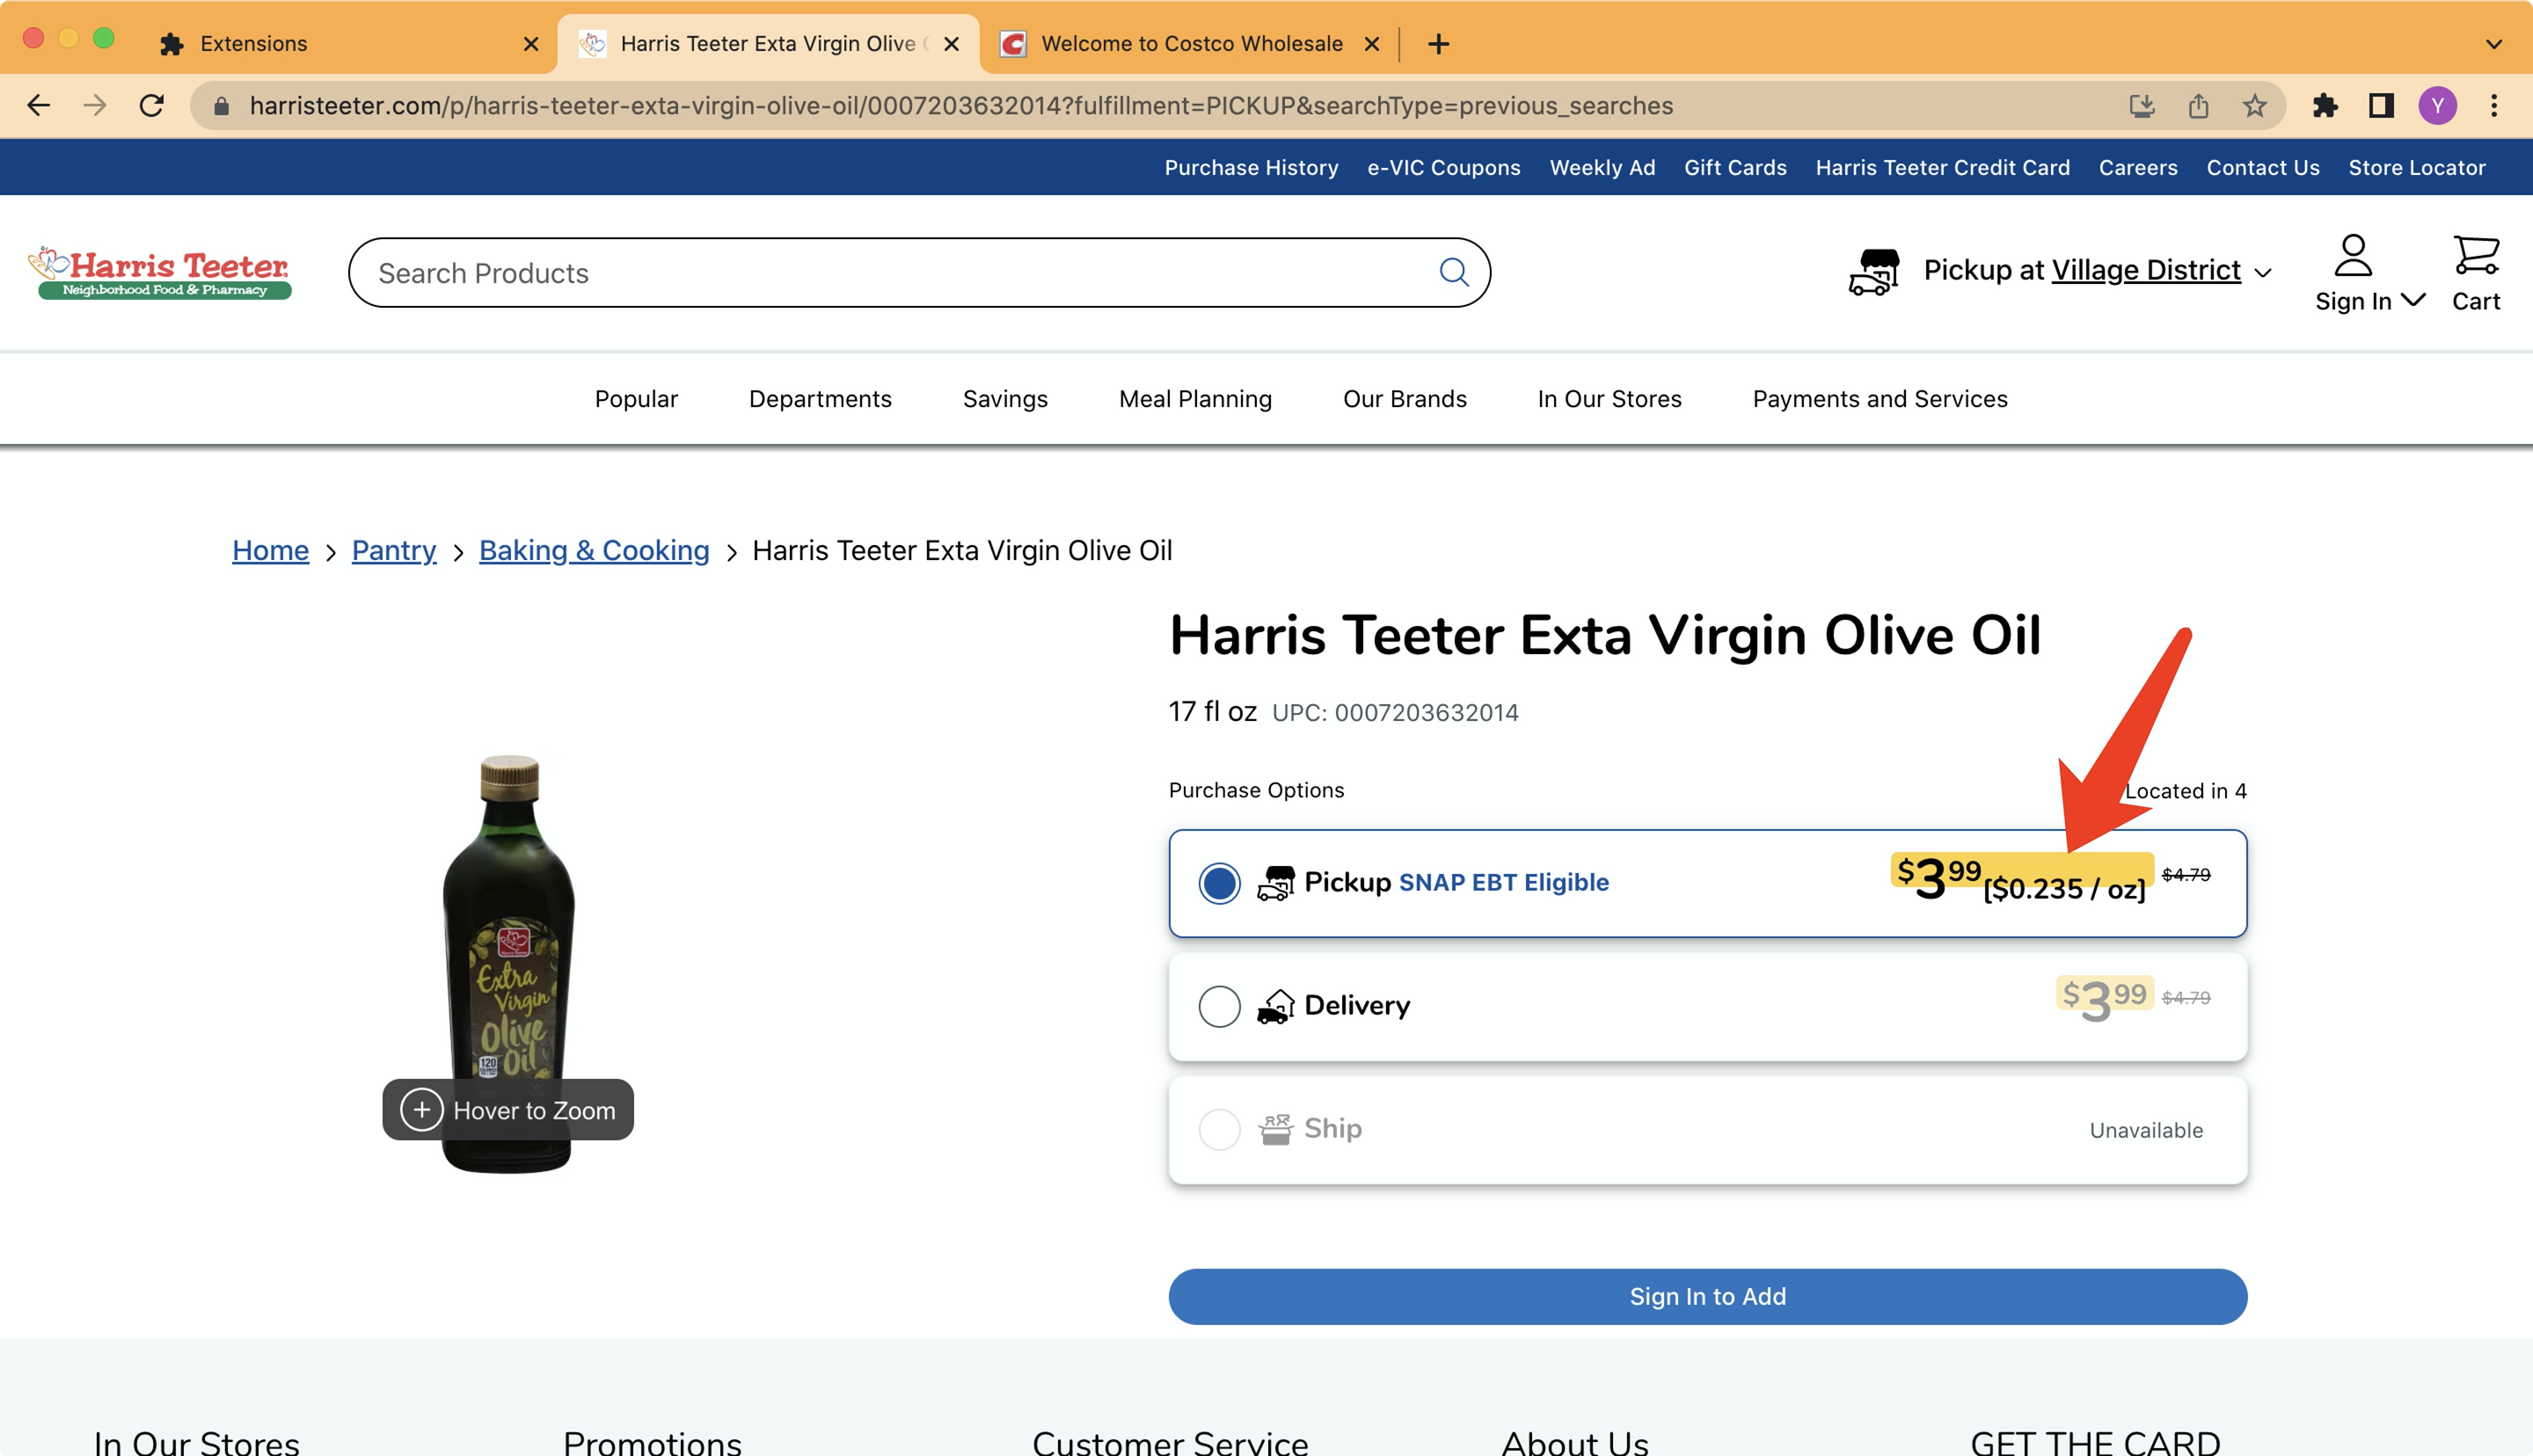 Extensions
Harris Teeter Exta Virgin Olive
Welcome to Costco Wholesale
harristeeter.com/p/harris-teeter-exta-virgin-olive-oil/0007203632014?fulfillment=PICKUP&searchType=previous_searches
Y
Purchase History e-VIC Coupons Weekly Ad Gift Cards Harris Teeter Credit Card Careers Contact Us Store Locator
Harris Teeter
Neighborhood Food & Pharmacy
Search Products
Pickup at Village District
Sign In
Cart
Popular Departments Savings Meal Planning Our Brands In Our Stores Payments and Services
Home > Pantry > Baking & Cooking > Harris Teeter Exta Virgin Olive Oil
Harris Teeter Exta Virgin Olive Oil
17 fl oz UPC: 0007203632014
Purchase Options
Located in 4
Pickup SNAP EBT Eligible
$3.99 [$0.235 / oz] $4.79
Delivery
$3.99 $4.79
Ship
Unavailable
Extra
Virgin
Olive
Oil
120
Hover to Zoom
Sign In to Add
In Our Stores
Promotions
Customer Service
About Us
GET THE CARD